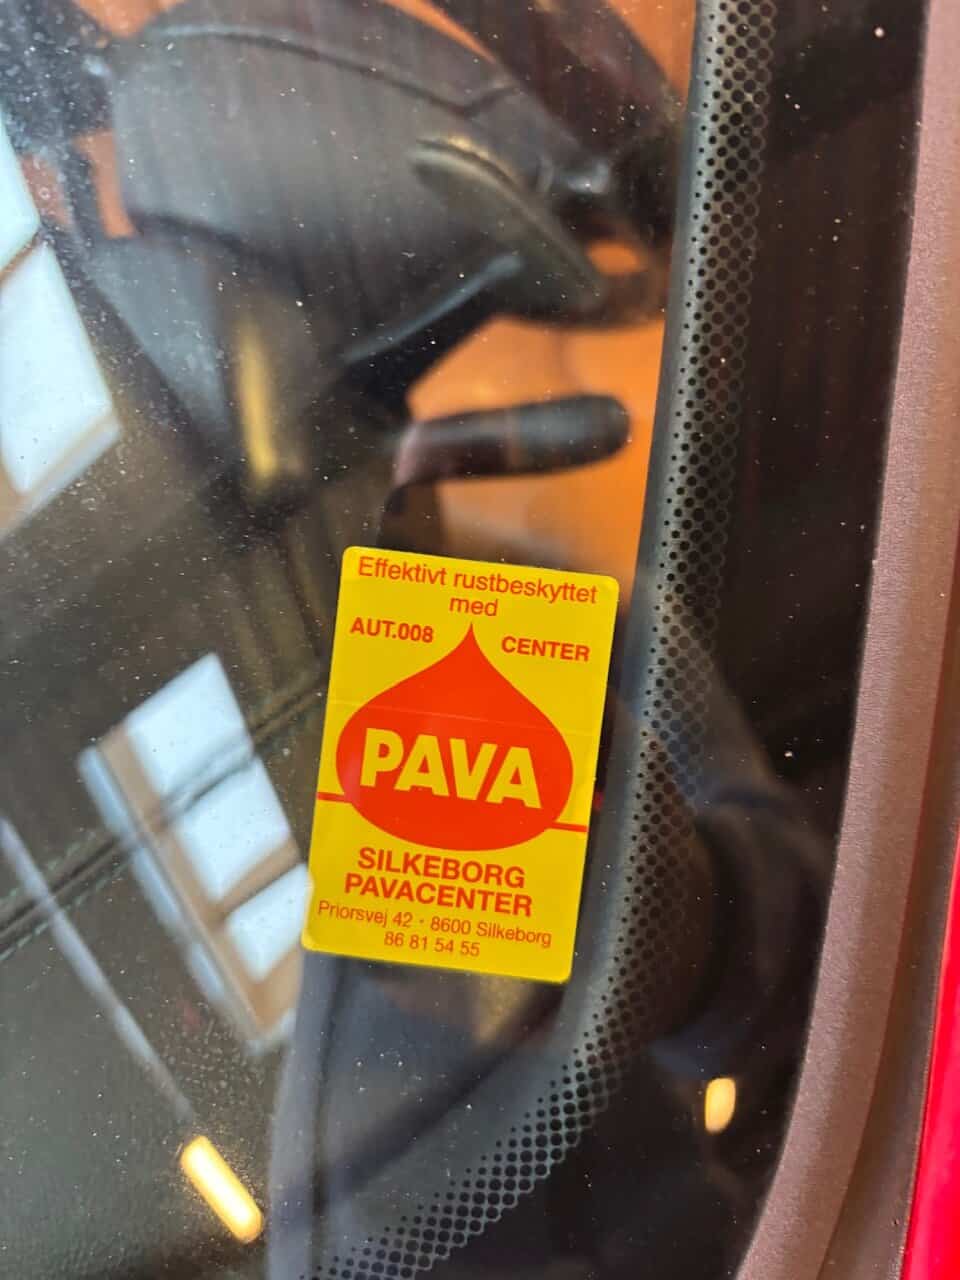 Effektivt rustbeskyttet
med
AUT.008 CENTER
PAVA
SILKEBORG
PAVACENTER
Priorsvej 42 · 8600 Silkeborg
86 81 54 55